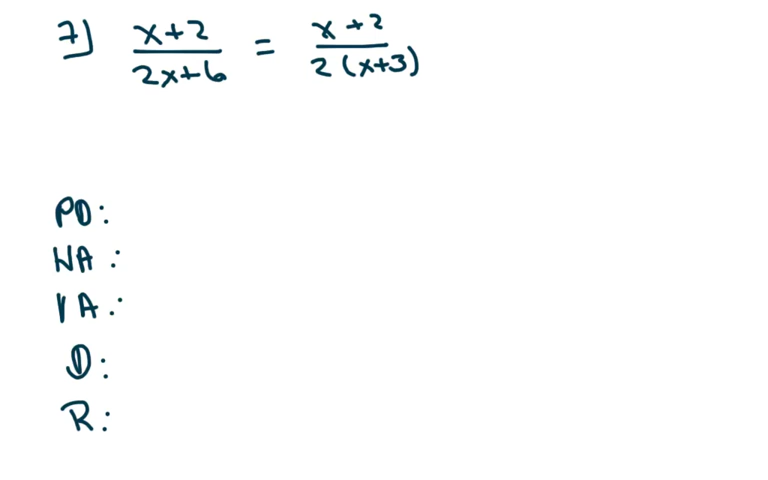 7) x+2/2x+6 = x+2/2(x+3)
PD:
HA:
VA:
D:
R: